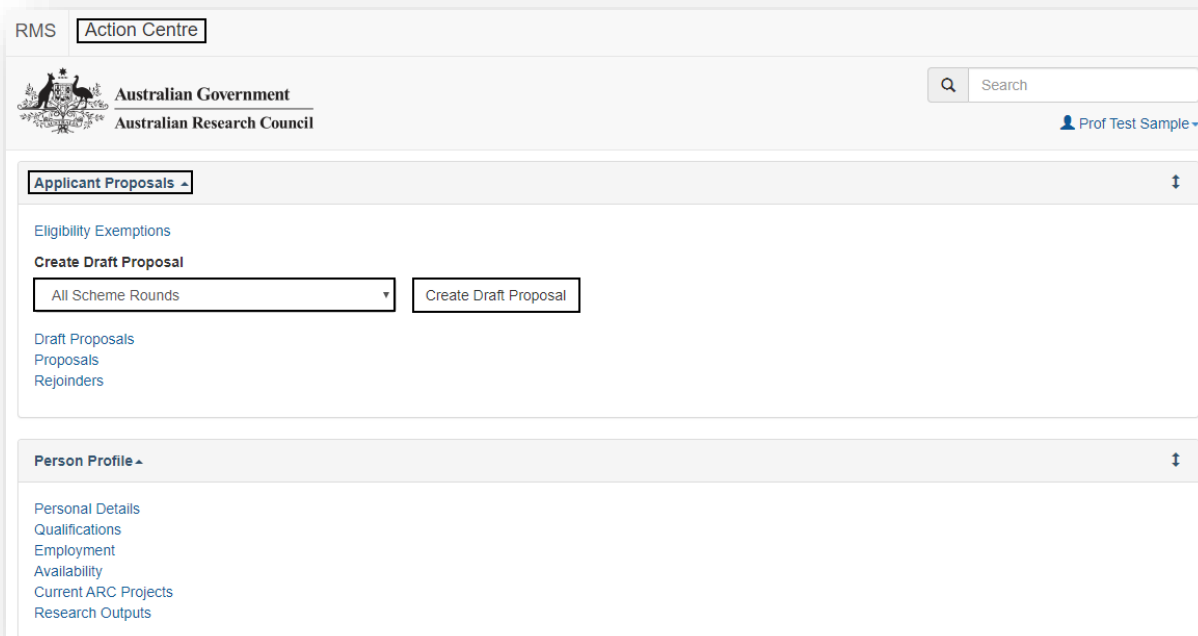 RMS Action Centre
Australian Government
Australian Research Council
Search
Prof Test Sample
Applicant Proposals
Eligibility Exemptions
Create Draft Proposal
All Scheme Rounds Create Draft Proposal
Draft Proposals
Proposals
Rejoinders
Person Profile
Personal Details
Qualifications
Employment
Availability
Current ARC Projects
Research Outputs